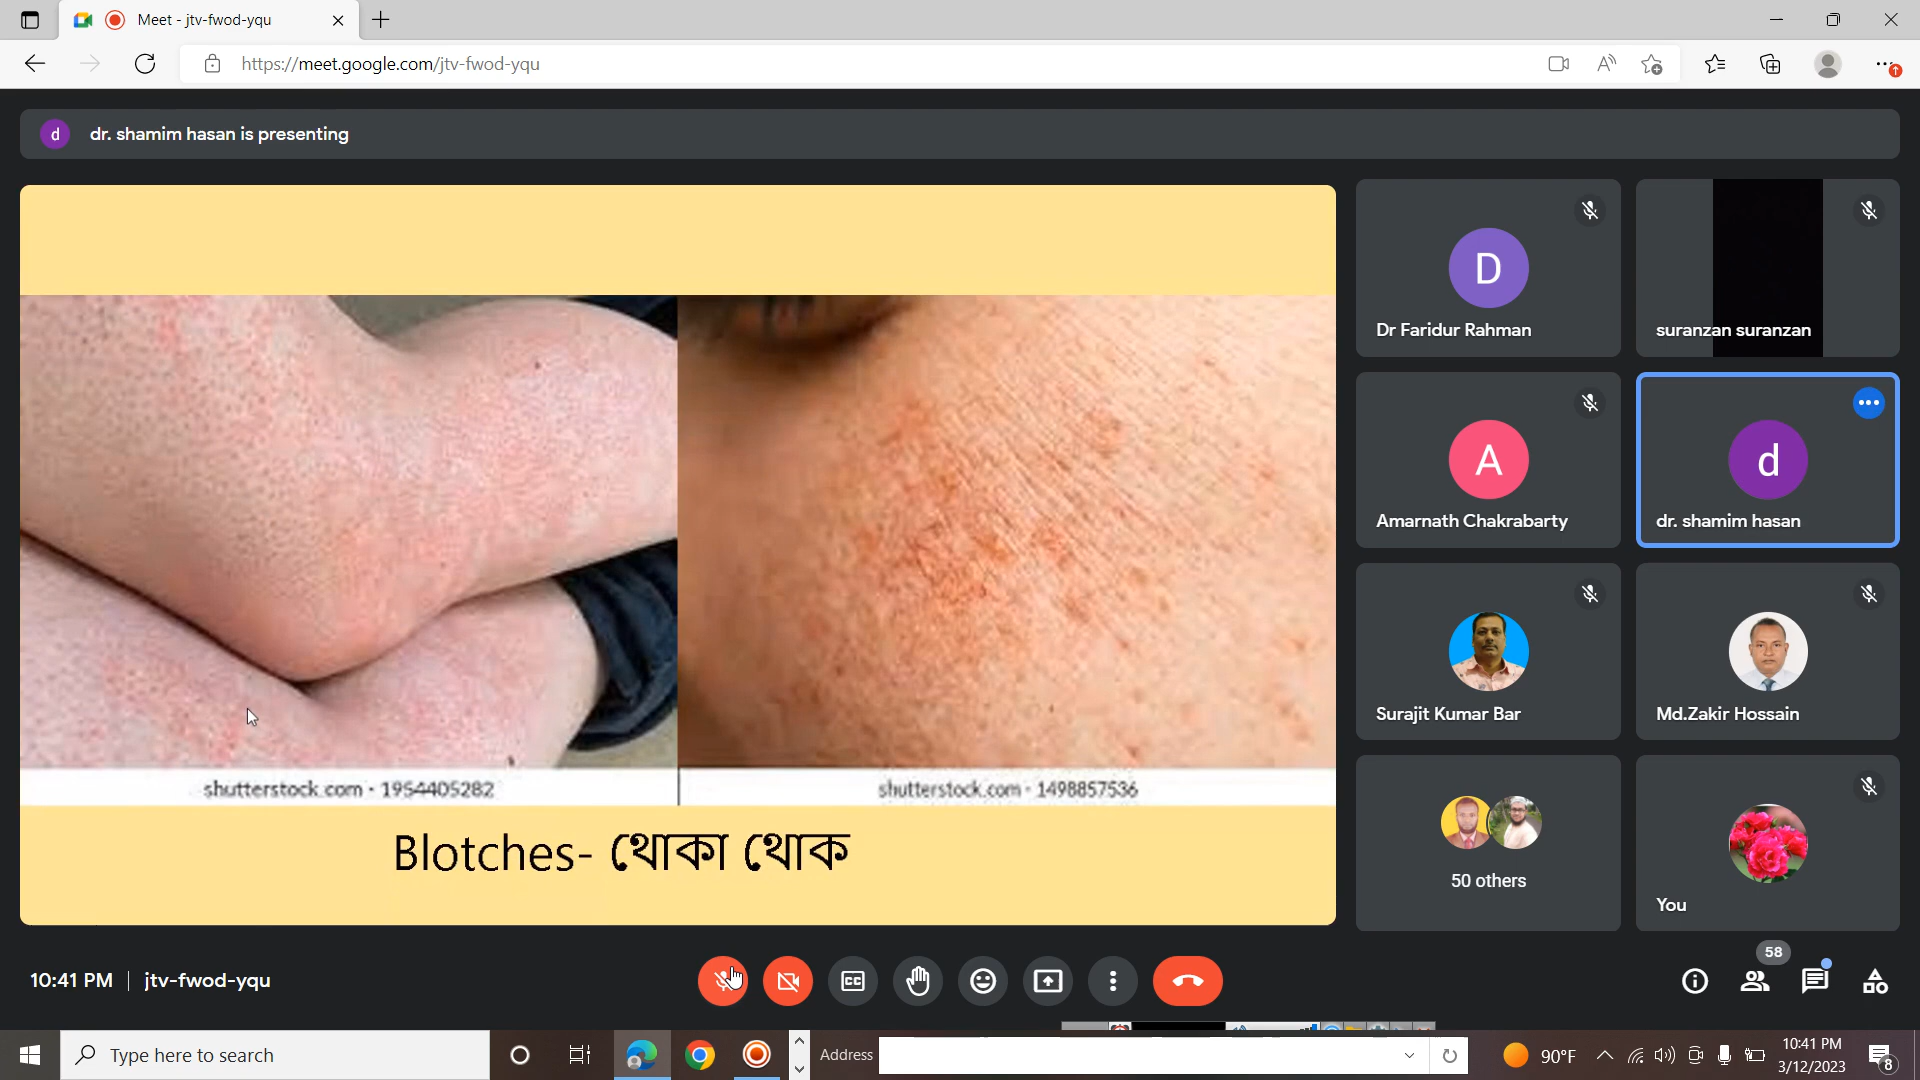 Meet - jtv-fwod-yqu
https://meet.google.com/jtv-fwod-yqu
d
dr. shamim hasan is presenting
D
Dr Faridur Rahman
suranzan suranzan
A
Amarnath Chakrabarty
d
dr. shamim hasan
Surajit Kumar Bar
Md.Zakir Hossain
50 others
You
shutterstock.com · 1954405282
shutterstock.com · 1498857536
Blotches- থোকা থোক
10:41 PM | jtv-fwod-yqu
CC
58
Type here to search
Address
90°F
10:41 PM
3/12/2023
8